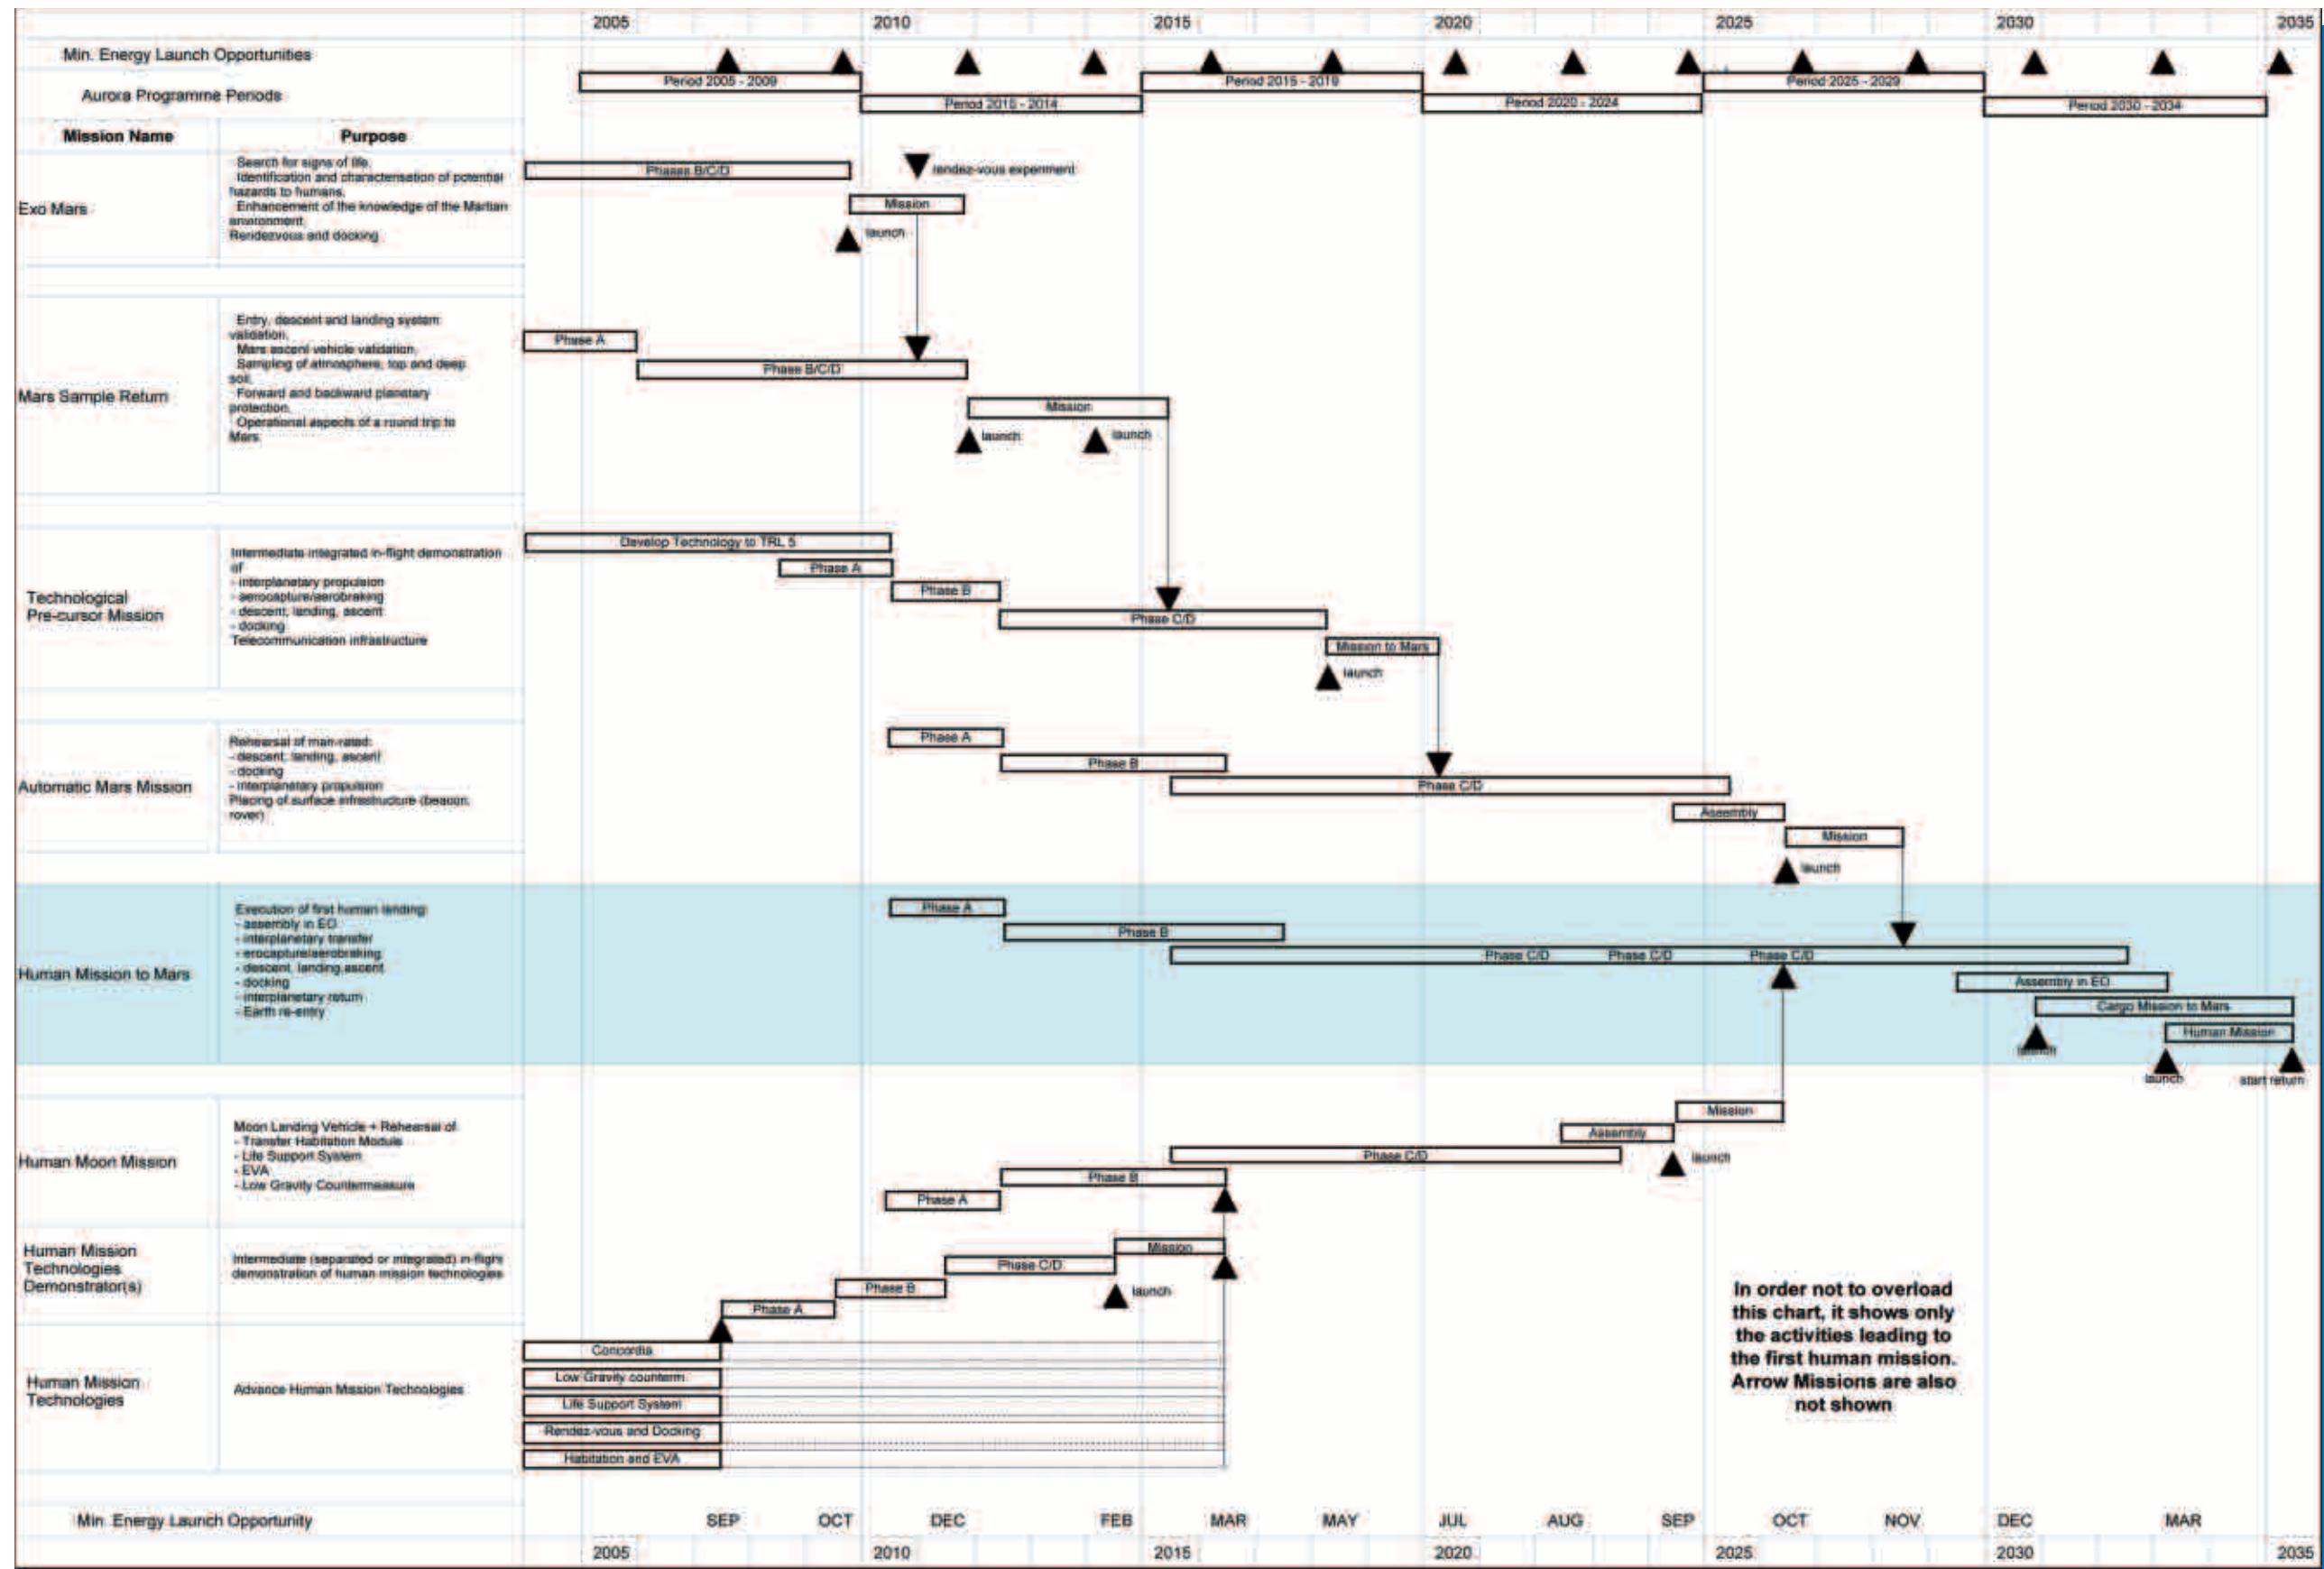 2005 2010 2015 2020 2025 2030 2035
Min. Energy Launch Opportunities
Aurora Programme Periods
Period 2005 - 2009
Period 2010 - 2014
Period 2015 - 2019
Period 2020 - 2024
Period 2025 - 2029
Period 2030 - 2034
Mission Name
Purpose
Exo Mars
Search for signs of life,
Identification and characterisation of potential
hazards to humans,
Enhancement of the knowledge of the Martian
environment,
Rendezvous and docking
Phases B/C/D
rendez-vous experiment
Mission
launch
Mars Sample Return
Entry, descent and landing system
validation,
Mars ascent vehicle validation,
Sampling of atmosphere, top and deep
soil,
Forward and backward planetary
protection,
Operational aspects of a round trip to
Mars
Phase A
Phase B/C/D
Mission
launch
launch
Technological
Pre-cursor Mission
Intermediate integrated in-flight demonstration
of
- interplanetary propulsion
- aerocapture/aerobraking
- descent, landing, ascent
- docking
Telecommunication infrastructure
Develop Technology to TRL 5
Phase A
Phase B
Phase C/D
Mission to Mars
launch
Automatic Mars Mission
Rehearsal of man-rated:
- descent, landing, ascent
- docking
- interplanetary propulsion
Placing of surface infrastructure (beacon,
rover)
Phase A
Phase B
Phase C/D
Assembly
Mission
launch
Human Mission to Mars
Execution of first human landing
- assembly in EO
- interplanetary transfer
- erocapture/aerobraking
- descent, landing,ascent
- docking
- interplanetary return
- Earth re-entry
Phase A
Phase B
Phase C/D Phase C/D Phase C/D
Assembly in EO
Cargo Mission to Mars
Human Mission
launch
launch
start return
Human Moon Mission
Moon Landing Vehicle + Rehearsal of
- Transfer Habitation Module
- Life Support System
- EVA
- Low Gravity Countermeasure
Mission
Assembly
Phase C/D
launch
Phase B
Phase A
Human Mission
Technologies
Demonstrator(s)
Intermediate (separated or integrated) in-flight
demonstration of human mission technologies
Mission
Phase C/D
Phase B
launch
Phase A
Human Mission
Technologies
Advance Human Mission Technologies
Concordia
Low Gravity counterm.
Life Support System
Rendez-vous and Docking
Habitation and EVA
In order not to overload
this chart, it shows only
the activities leading to
the first human mission.
Arrow Missions are also
not shown
Min. Energy Launch Opportunity
SEP OCT DEC FEB MAR MAY JUL AUG SEP OCT NOV DEC MAR
2005 2010 2015 2020 2025 2030 2035